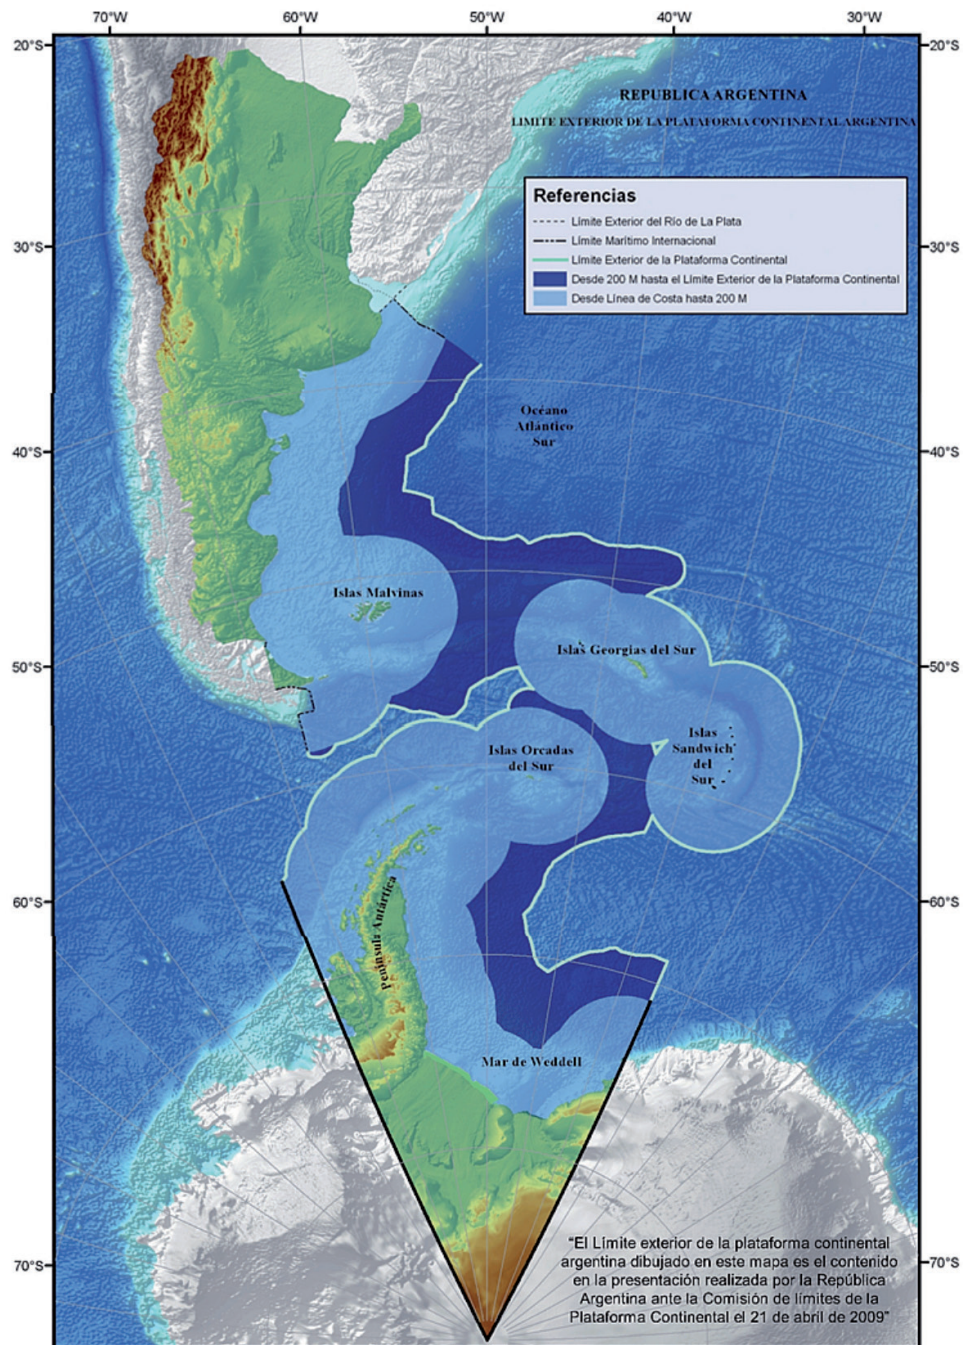 70°W 60°W 50°W 40°W 30°W
20°S 20°S
REPUBLICA ARGENTINA
LIMITE EXTERIOR DE LA PLATAFORMA CONTINENTAL ARGENTINA
Referencias
Límite Exterior del Río de La Plata
Límite Marítimo Internacional
Límite Exterior de la Plataforma Continental
Desde 200 M hasta el Límite Exterior de la Plataforma Continental
Desde Línea de Costa hasta 200 M
30°S 30°S
Océano
Atlántico
Sur
40°S 40°S
Islas Malvinas
Islas Georgias del Sur
50°S 50°S
Islas
Sandwich
del
Sur
Islas Orcadas
del Sur
60°S 60°S
Península Antártica
Mar de Weddell
"El Límite exterior de la plataforma continental
argentina dibujado en este mapa es el contenido
en la presentación realizada por la República
Argentina ante la Comisión de límites de la
Plataforma Continental el 21 de abril de 2009"
70°S 70°S